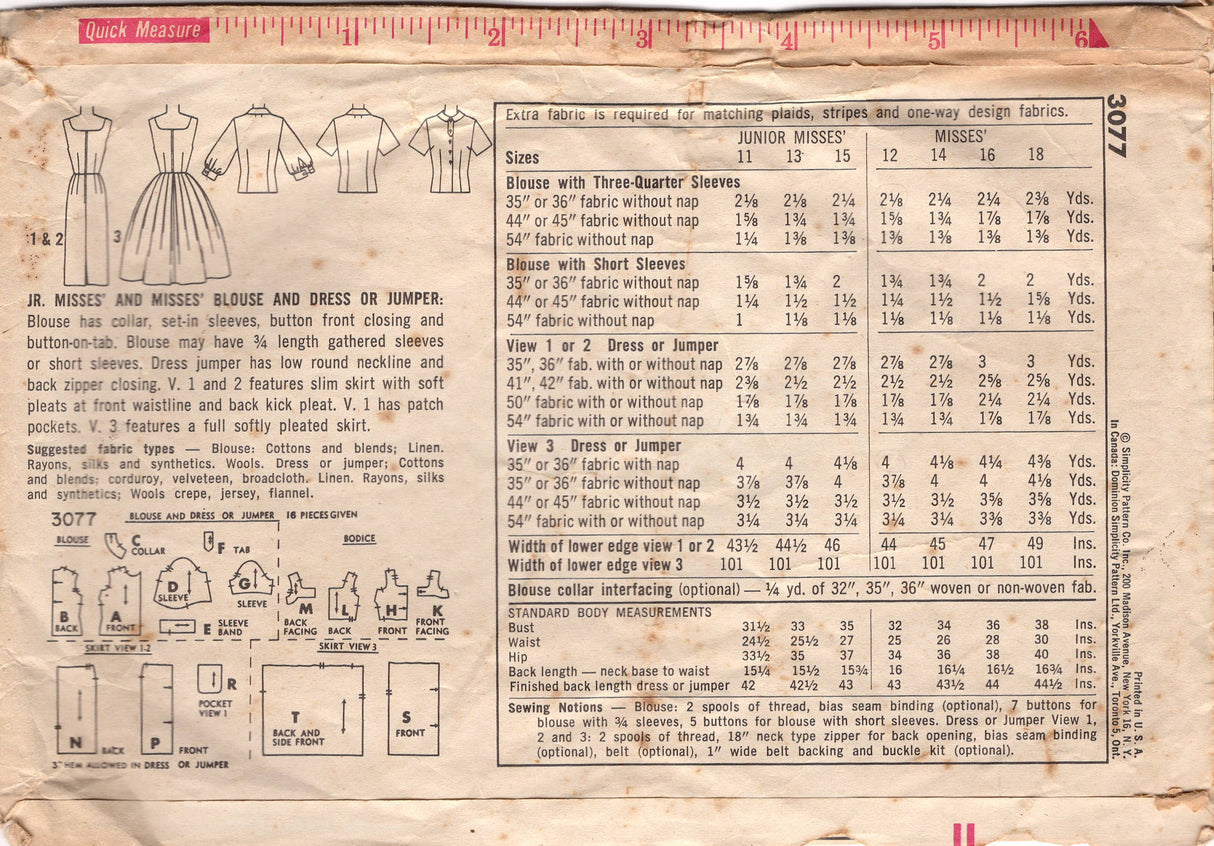 Quick Measure
1 2 3 4 5 6
1 & 2
3
JR. MISSES' AND MISSES' BLOUSE AND DRESS OR JUMPER:
Blouse has collar, set-in sleeves, button front closing and
button-on-tab. Blouse may have ¾ length gathered sleeves
or short sleeves. Dress jumper has low round neckline and
back zipper closing. V. 1 and 2 features slim skirt with soft
pleats at front waistline and back kick pleat. V. 1 has patch
pockets. V. 3 features a full softly pleated skirt.
Suggested fabric types — Blouse: Cottons and blends; Linen.
Rayons, silks and synthetics. Wools. Dress or jumper; Cottons
and blends; corduroy, velveteen, broadcloth. Linen. Rayons, silks
and synthetics; Wools crepe, jersey, flannel.
3077 BLOUSE AND DRESS OR JUMPER 16 PIECES GIVEN
BLOUSE
C
COLLAR
F TAB
BODICE
B
BACK
A
FRONT
D
SLEEVE
G
SLEEVE
E SLEEVE
BAND
M
BACK
FACING
L
BACK
H
FRONT
K
FRONT
FACING
SKIRT VIEW 1-2
SKIRT VIEW 3
N
BACK
P
FRONT
R
POCKET
VIEW 1
T
BACK AND
SIDE FRONT
S
FRONT
3" HEM ALLOWED IN DRESS OR JUMPER
Extra fabric is required for matching plaids, stripes and one-way design fabrics.
JUNIOR MISSES' MISSES'
Sizes 11 13 15 12 14 16 18
Blouse with Three-Quarter Sleeves
35" or 36" fabric without nap 2⅛ 2⅛ 2¼ 2⅛ 2¼ 2¼ 2⅜ Yds.
44" or 45" fabric without nap 1⅝ 1¾ 1¾ 1⅝ 1¾ 1⅞ 1⅞ Yds.
54" fabric without nap 1¼ 1⅜ 1⅜ 1⅜ 1⅜ 1⅜ 1⅜ Yds.
Blouse with Short Sleeves
35" or 36" fabric without nap 1⅝ 1¾ 2 1¾ 1¾ 2 2 Yds.
44" or 45" fabric without nap 1¼ 1½ 1½ 1¼ 1½ 1½ 1⅝ Yds.
54" fabric without nap 1 1⅛ 1⅛ 1⅛ 1⅛ 1⅛ 1⅛ Yds.
View 1 or 2 Dress or Jumper
35", 36" fab. with or without nap 2⅞ 2⅞ 2⅞ 2⅞ 2⅞ 3 3 Yds.
41", 42" fab. with or without nap 2⅜ 2½ 2½ 2½ 2½ 2⅝ 2⅝ Yds.
50" fabric with or without nap 1⅞ 1⅞ 1⅞ 1⅞ 1⅞ 2¼ 2¼ Yds.
54" fabric with or without nap 1¾ 1¾ 1¾ 1¾ 1¾ 1⅞ 1⅞ Yds.
View 3 Dress or Jumper
35" or 36" fabric with nap 4 4 4⅛ 4 4⅛ 4¼ 4⅜ Yds.
35" or 36" fabric without nap 3⅞ 3⅞ 4 3⅞ 4 4 4⅛ Yds.
44" or 45" fabric without nap 3½ 3½ 3½ 3½ 3½ 3⅝ 3⅝ Yds.
54" fabric with or without nap 3¼ 3¼ 3¼ 3¼ 3¼ 3⅜ 3⅜ Yds.
Width of lower edge view 1 or 2 43½ 44½ 46 44 45 47 49 Ins.
Width of lower edge view 3 101 101 101 101 101 101 101 Ins.
Blouse collar interfacing (optional) — ¼ yd. of 32", 35", 36" woven or non-woven fab.
STANDARD BODY MEASUREMENTS
Bust 31½ 33 35 32 34 36 38 Ins.
Waist 24½ 25½ 27 25 26 28 30 Ins.
Hip 33½ 35 37 34 36 38 40 Ins.
Back length — neck base to waist 15¼ 15½ 15¾ 16 16¼ 16½ 16¾ Ins.
Finished back length dress or jumper 42 42½ 43 43 43½ 44 44½ Ins.
Sewing Notions — Blouse: 2 spools of thread, bias seam binding (optional), 7 buttons for
blouse with ¾ sleeves, 5 buttons for blouse with short sleeves. Dress or Jumper View 1,
2 and 3: 2 spools of thread, 18" neck type zipper for back opening, bias seam binding
(optional), belt (optional), 1" wide belt backing and buckle kit (optional).
3077
Printed in U. S. A.
© Simplicity Pattern Co. Inc., 200 Madison Avenue, New York 16, N. Y.
In Canada: Dominion Simplicity Pattern Ltd., Yorkville Ave., Toronto 5, Ont.